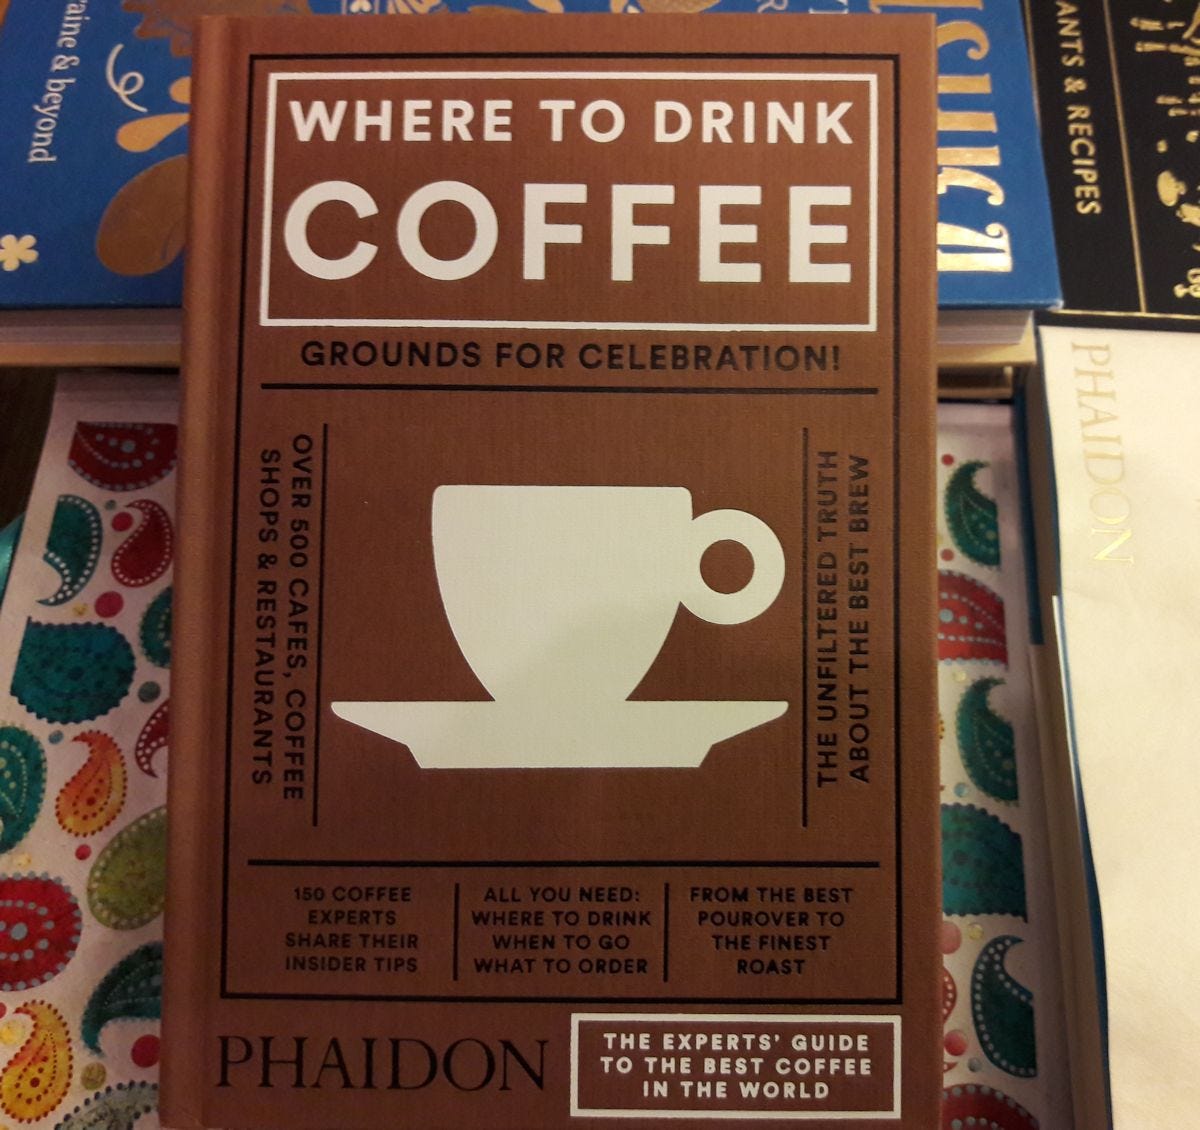 raine & beyond
ANTS & RECIPES
PHAIDON
WHERE TO DRINK
COFFEE
GROUNDS FOR CELEBRATION!
OVER 500 CAFES, COFFEE
SHOPS & RESTAURANTS
THE UNFILTERED TRUTH
ABOUT THE BEST BREW
150 COFFEE
EXPERTS
SHARE THEIR
INSIDER TIPS
ALL YOU NEED:
WHERE TO DRINK
WHEN TO GO
WHAT TO ORDER
FROM THE BEST
POUROVER TO
THE FINEST
ROAST
PHAIDON
THE EXPERTS' GUIDE
TO THE BEST COFFEE
IN THE WORLD